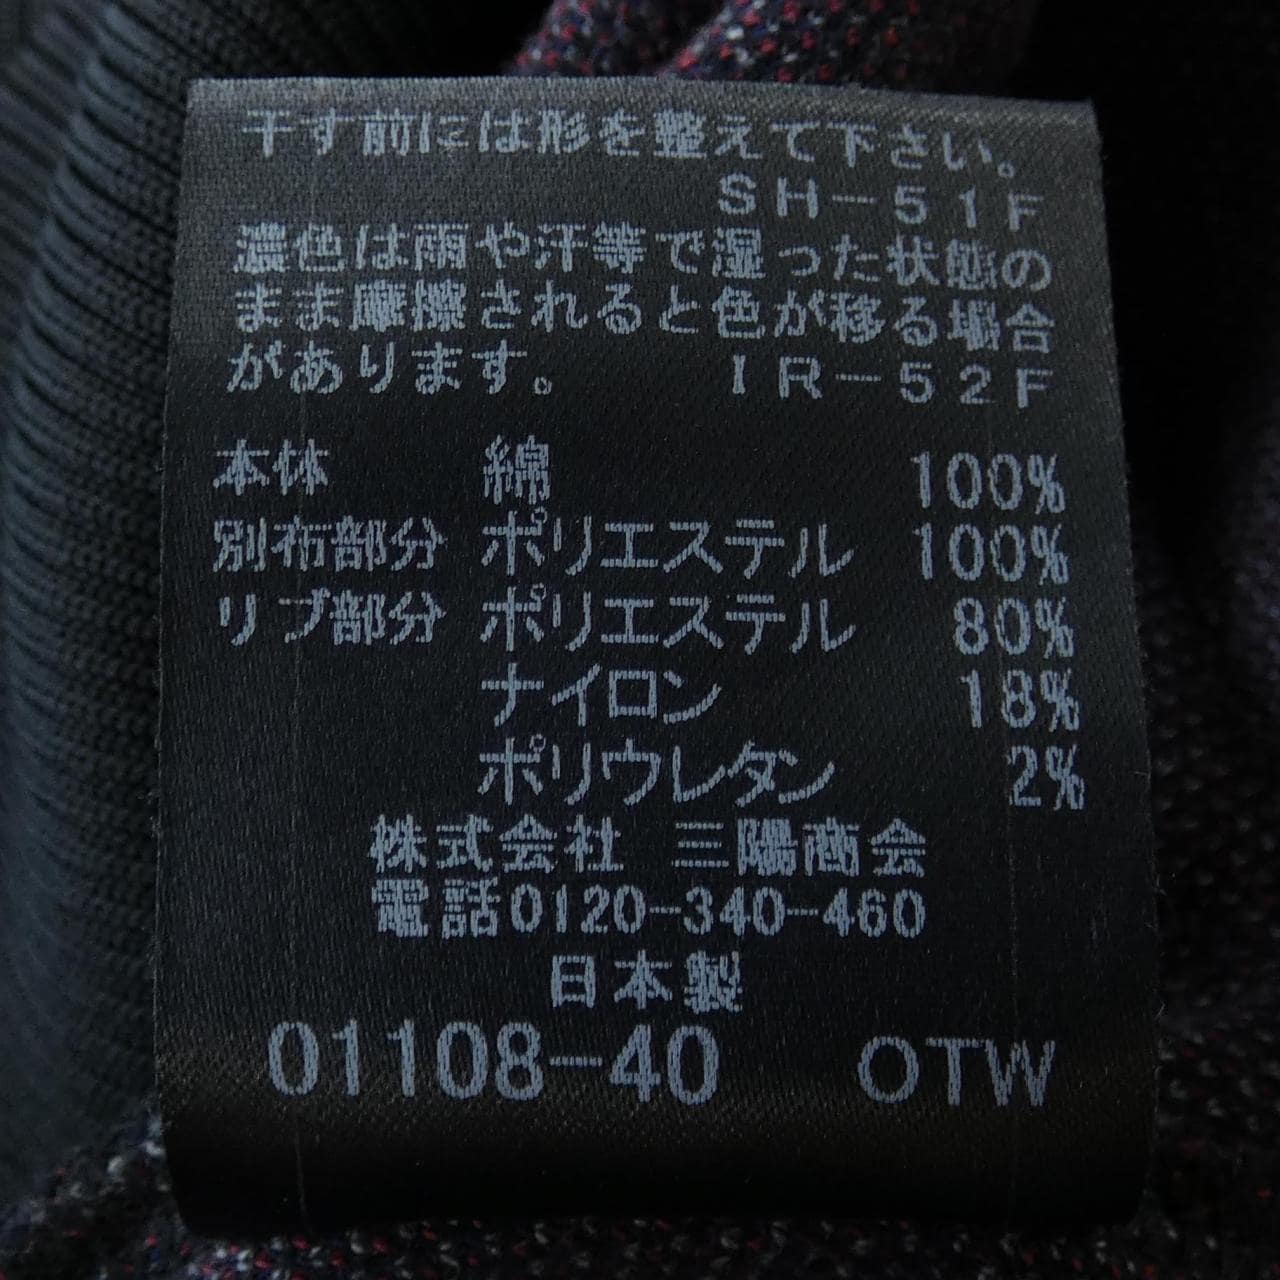 干す前には形を整えて下さい。
SH-51F
濃色は雨や汗等で湿った状態の
まま摩擦されると色が移る場合
があります。 IR-52F
本体 綿 100%
別布部分 ポリエステル 100%
リブ部分 ポリエステル 80%
ナイロン 18%
ポリウレタン 2%
株式会社 三陽商会
電話0120-340-460
日本製
01108-40 OTW